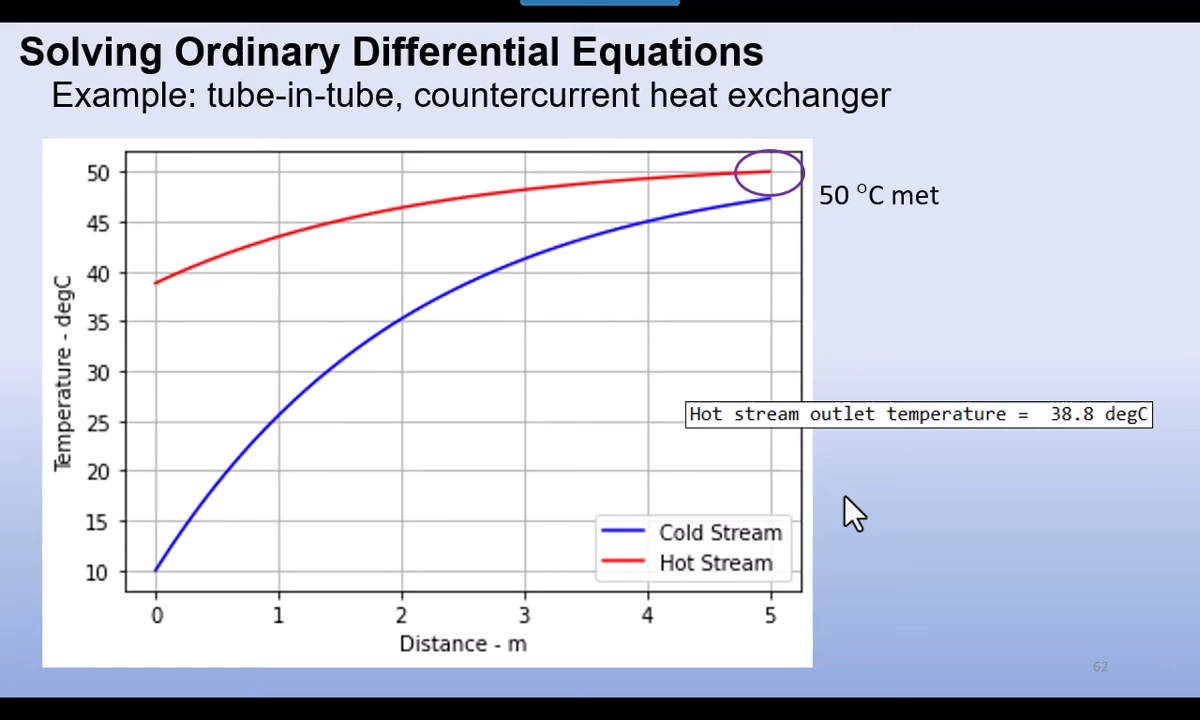 Solving Ordinary Differential Equations
Example: tube-in-tube, countercurrent heat exchanger
50
45
40
35
30
25
20
15
10
Temperature - degC
50 °C met
Hot stream outlet temperature =  38.8 degC
Cold Stream
Hot Stream
0 1 2 3 4 5
Distance - m
62